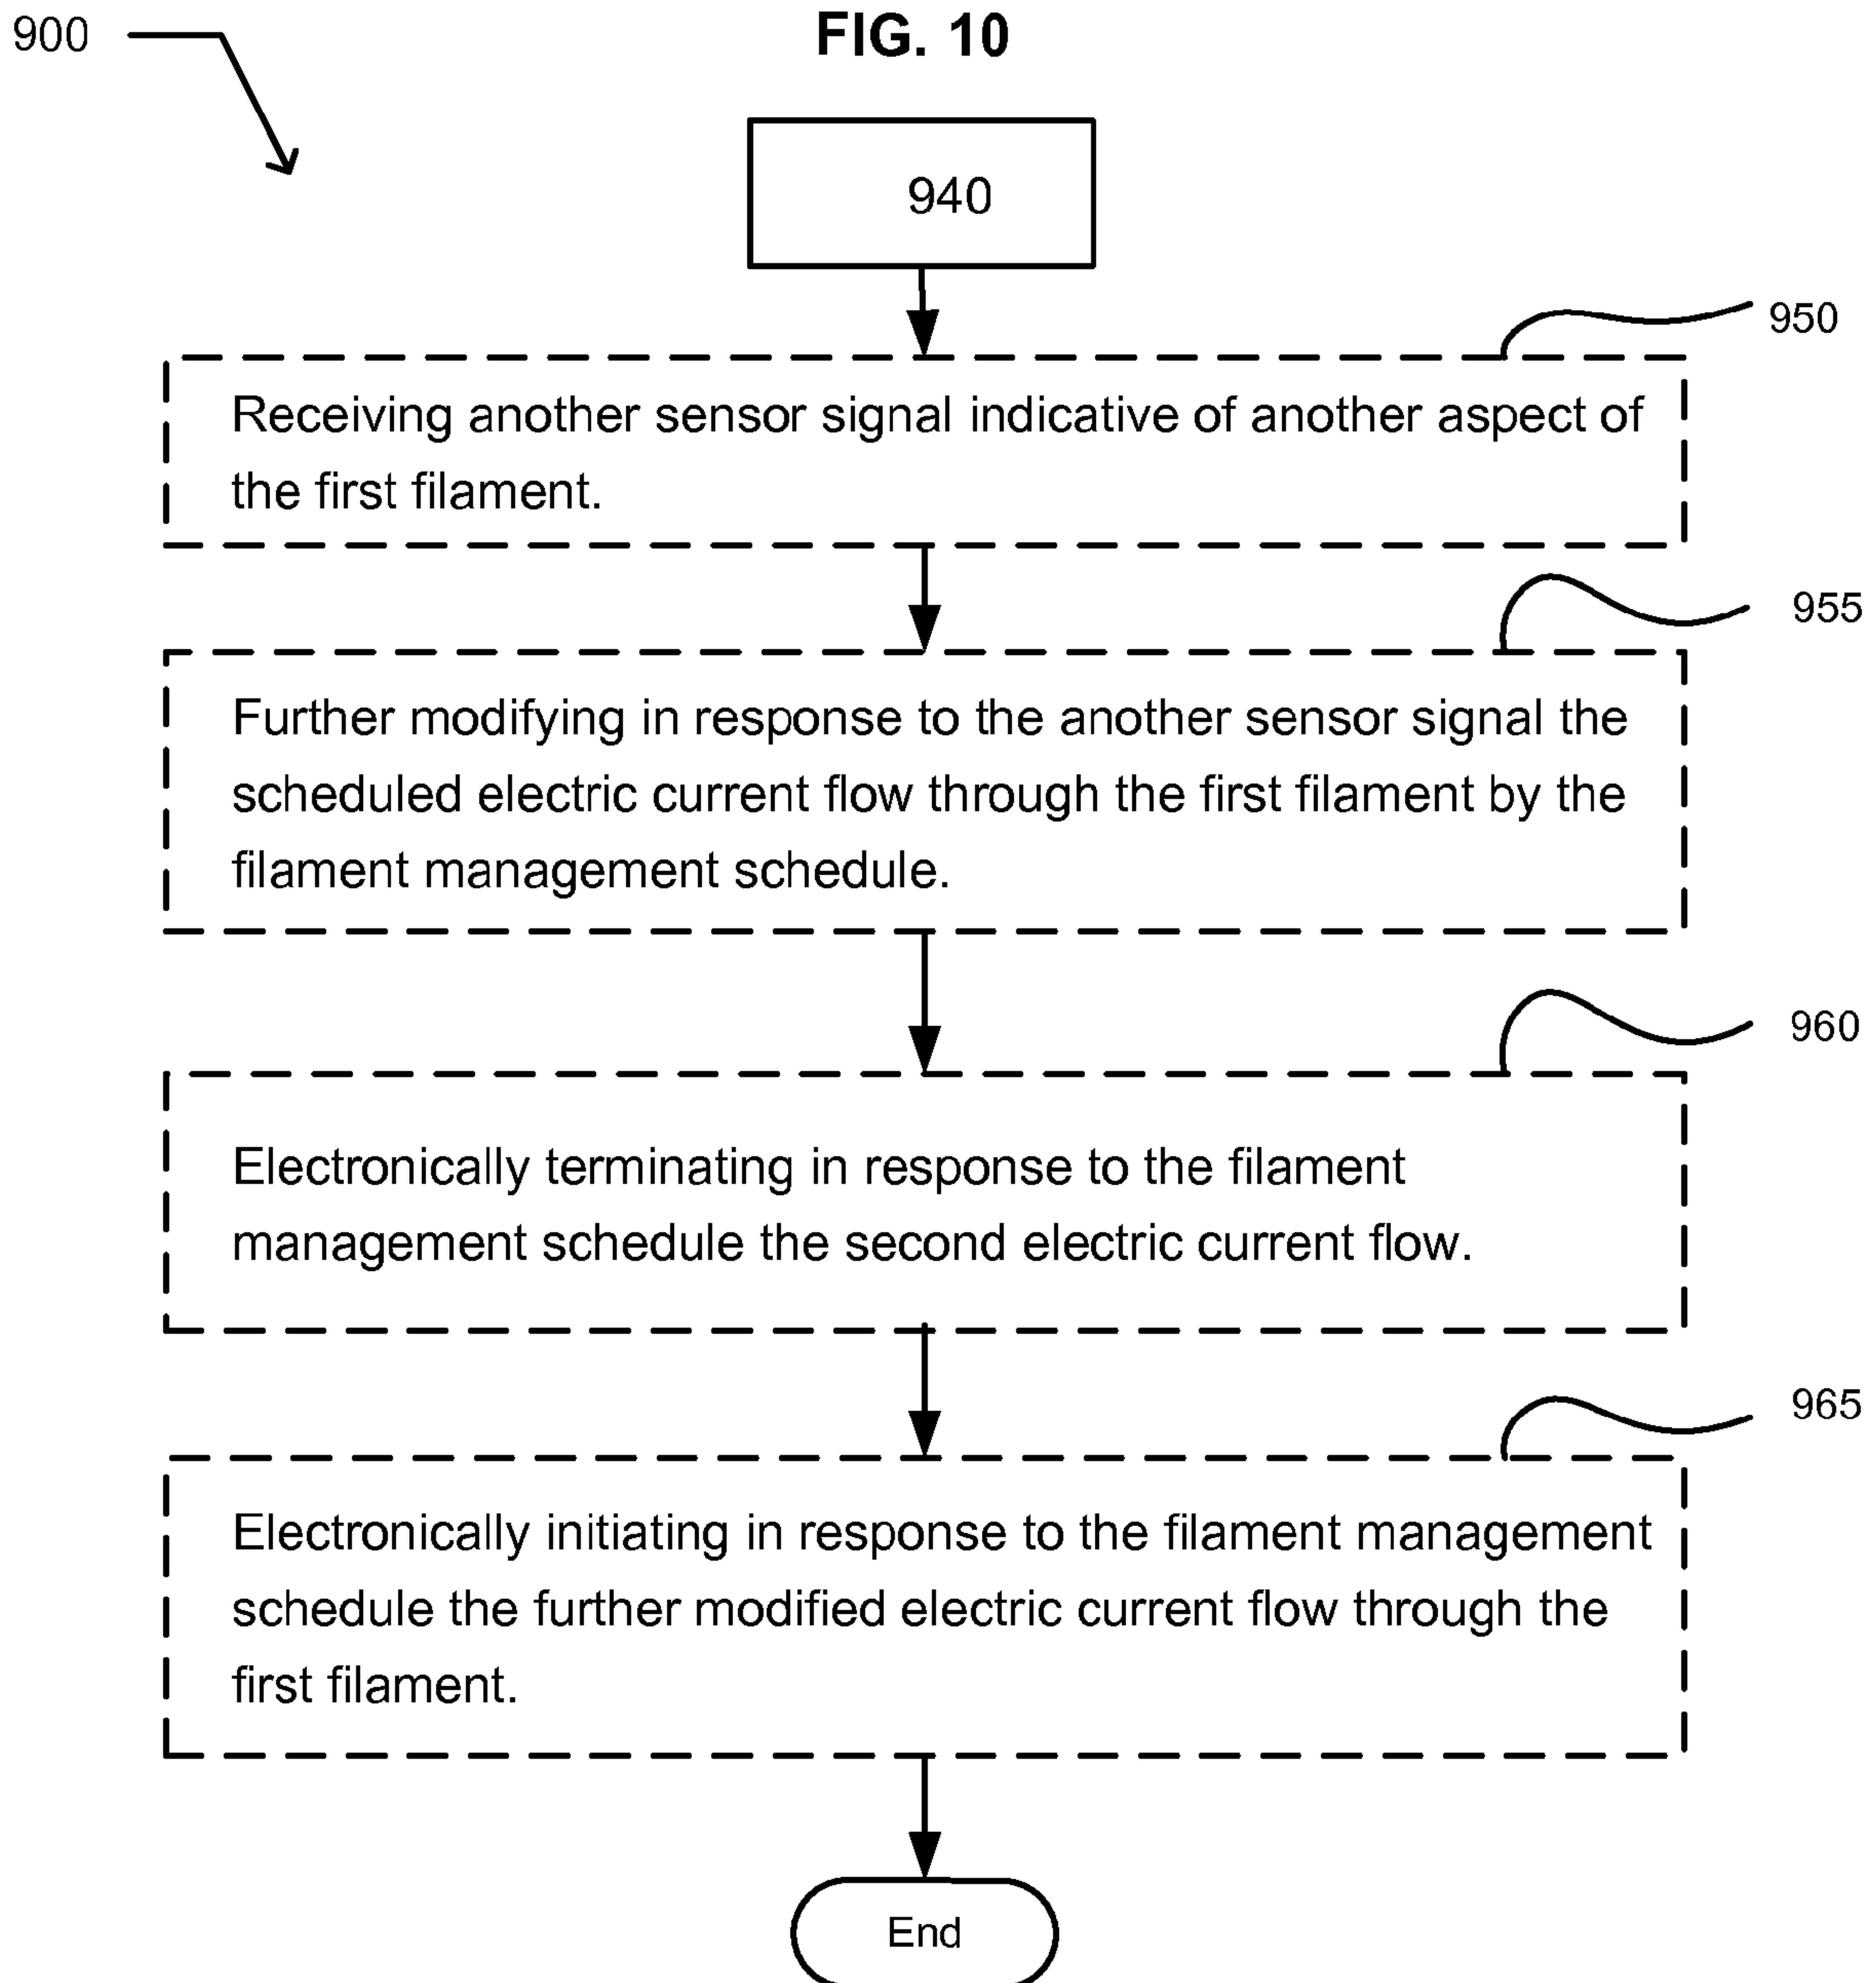 900
FIG. 10
940
950
Receiving another sensor signal indicative of another aspect of
the first filament.
955
Further modifying in response to the another sensor signal the
scheduled electric current flow through the first filament by the
filament management schedule.
960
Electronically terminating in response to the filament
management schedule the second electric current flow.
965
Electronically initiating in response to the filament management
schedule the further modified electric current flow through the
first filament.
End